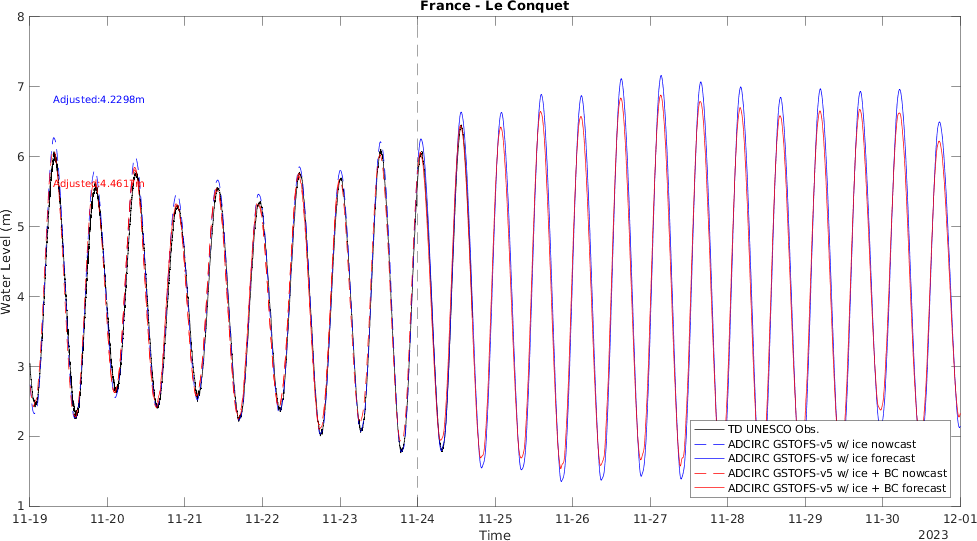 France - Le Conquet
8
7
6
5
4
3
2
1
Water Level (m)
Adjusted:4.2298m
Adjusted:4.461
TD UNESCO Obs.
ADCIRC GSTOFS-v5 w/ ice nowcast
ADCIRC GSTOFS-v5 w/ ice forecast
ADCIRC GSTOFS-v5 w/ ice + BC nowcast
ADCIRC GSTOFS-v5 w/ ice + BC forecast
11-19 11-20 11-21 11-22 11-23 11-24 11-25 11-26 11-27 11-28 11-29 11-30 12-01
Time
2023